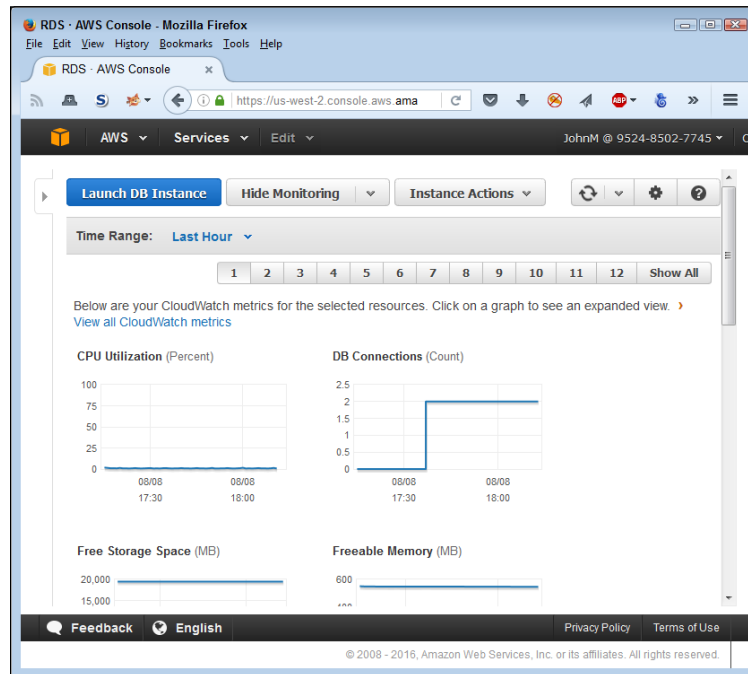 RDS · AWS Console - Mozilla Firefox
File Edit View History Bookmarks Tools Help
RDS · AWS Console ×
S) ABP https://us-west-2.console.aws.ama
AWS Services Edit JohnM @ 9524-8502-7745
Launch DB Instance Hide Monitoring Instance Actions
Time Range: Last Hour
1 2 3 4 5 6 7 8 9 10 11 12 Show All
Below are your CloudWatch metrics for the selected resources. Click on a graph to see an expanded view.
View all CloudWatch metrics
CPU Utilization (Percent) DB Connections (Count)
100
75
50
25
0
08/08 08/08
17:30 18:00
2.5
2
1.5
1
0.5
0
08/08 08/08
17:30 18:00
Free Storage Space (MB) Freeable Memory (MB)
20,000 600
15,000
Feedback English Privacy Policy Terms of Use
© 2008 - 2016, Amazon Web Services, Inc. or its affiliates. All rights reserved.